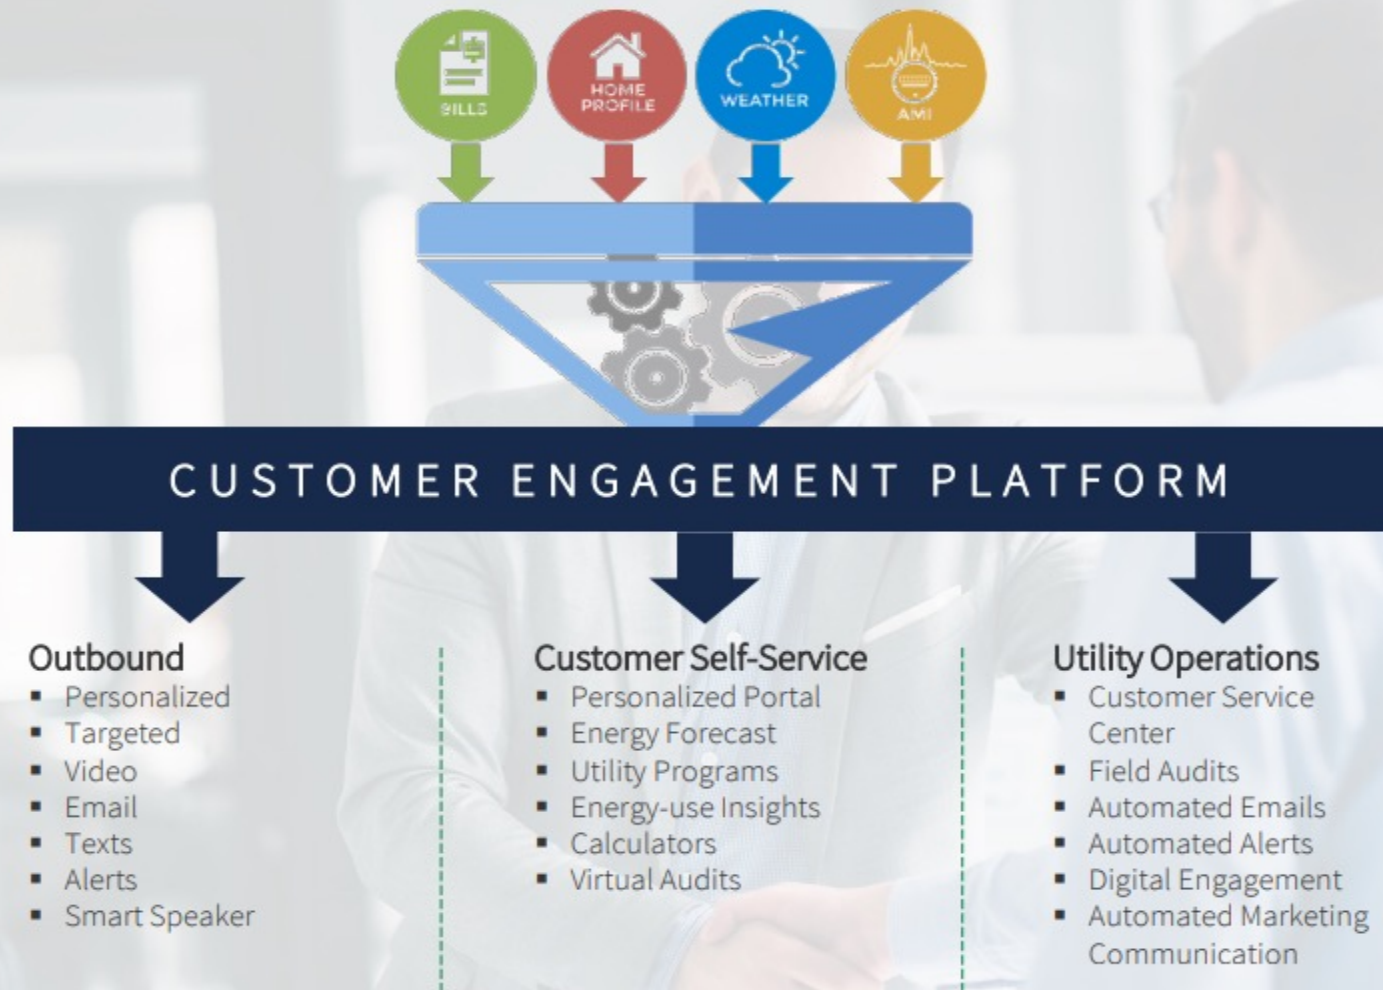 BILLS
HOME
PROFILE
WEATHER
AMI
CUSTOMER ENGAGEMENT PLATFORM
Outbound
▪ Personalized
▪ Targeted
▪ Video
▪ Email
▪ Texts
▪ Alerts
▪ Smart Speaker
Customer Self-Service
▪ Personalized Portal
▪ Energy Forecast
▪ Utility Programs
▪ Energy-use Insights
▪ Calculators
▪ Virtual Audits
Utility Operations
▪ Customer Service
Center
▪ Field Audits
▪ Automated Emails
▪ Automated Alerts
▪ Digital Engagement
▪ Automated Marketing
Communication